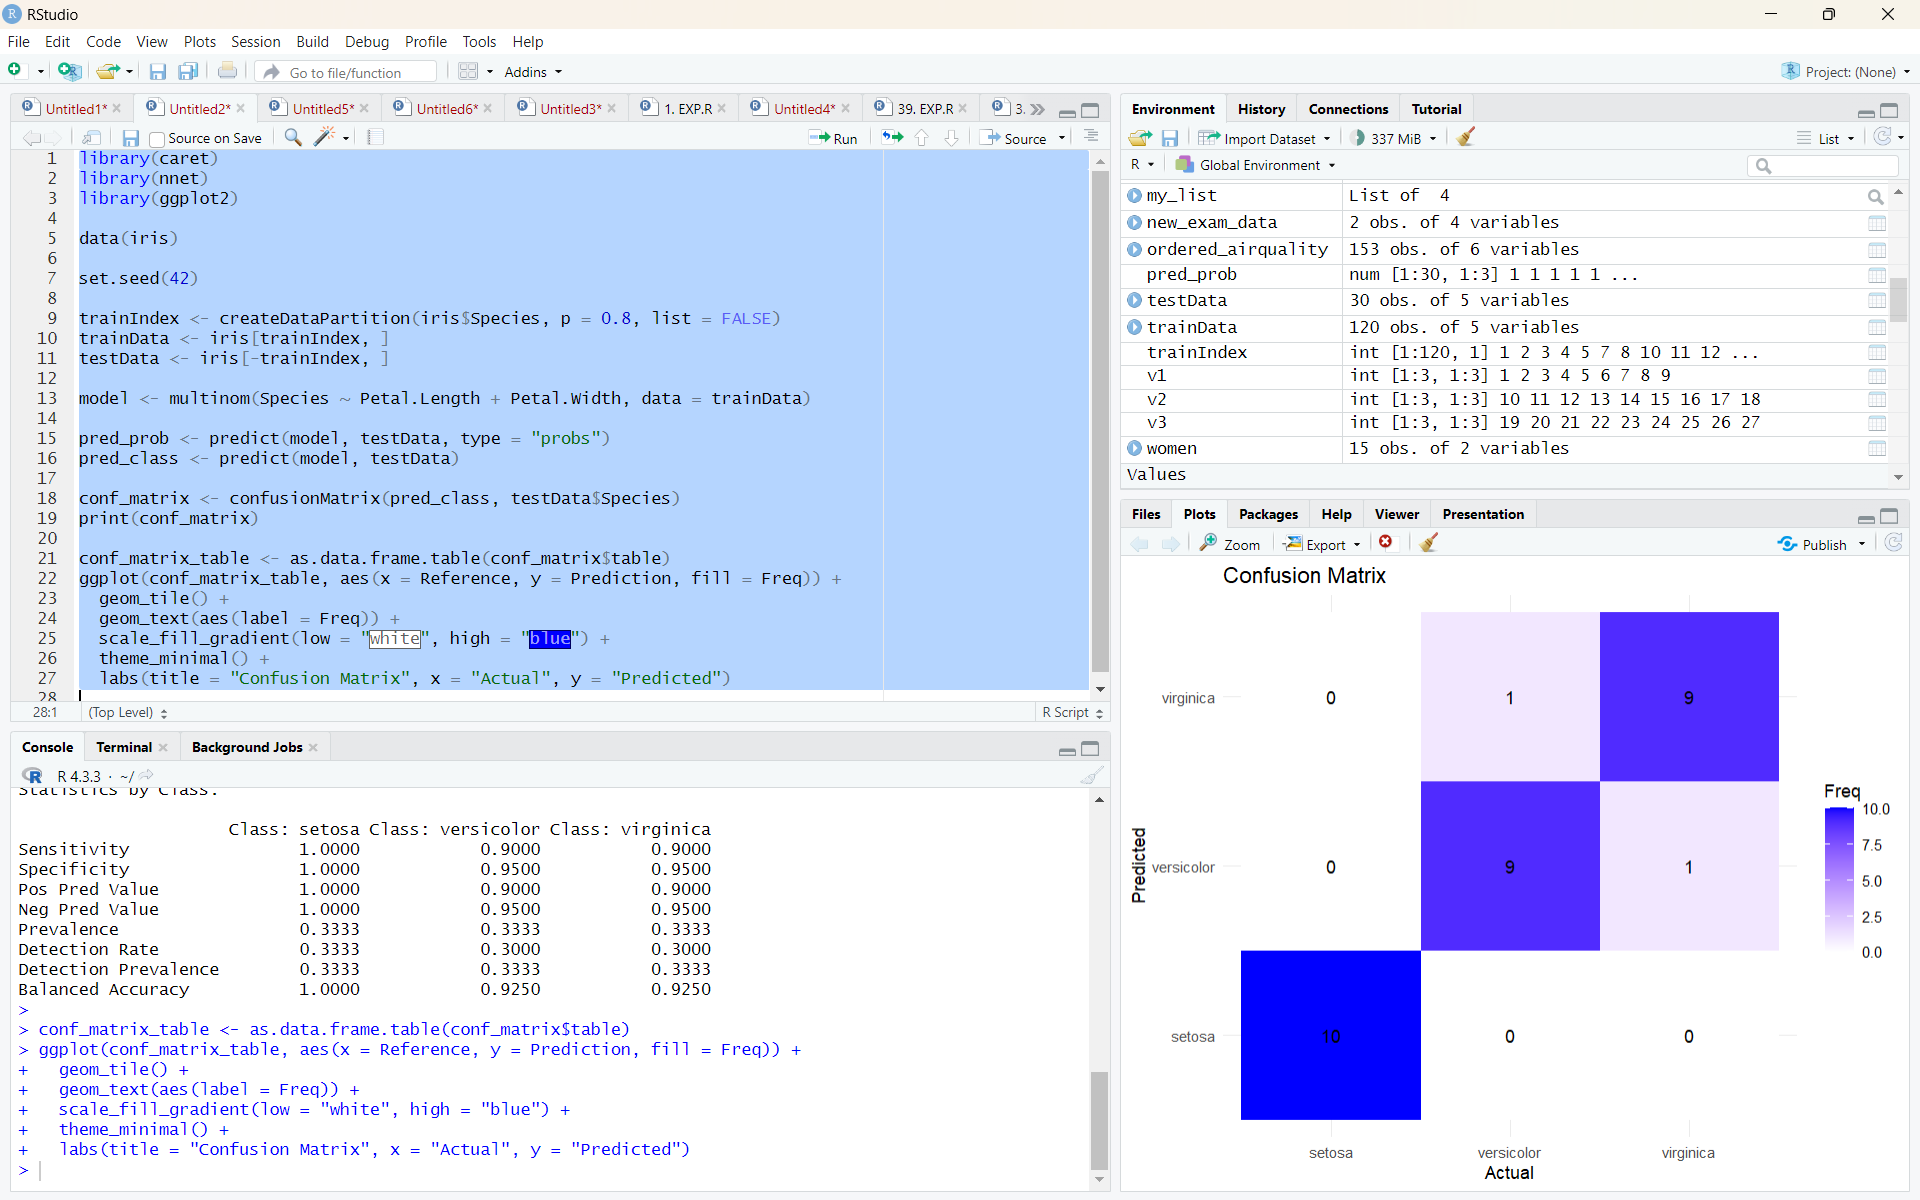 RStudio
File Edit Code View Plots Session Build Debug Profile Tools Help
Go to file/function Addins Project: (None)
Untitled1* Untitled2* Untitled5* Untitled6* Untitled3* 1. EXP.R Untitled4* 39. EXP.R 3.
Source on Save Run Source
1 library(caret)
2 library(nnet)
3 library(ggplot2)
4
5 data(iris)
6
7 set.seed(42)
8
9 trainIndex <- createDataPartition(iris$Species, p = 0.8, list = FALSE)
10 trainData <- iris[trainIndex, ]
11 testData <- iris[-trainIndex, ]
12
13 model <- multinom(Species ~ Petal.Length + Petal.Width, data = trainData)
14
15 pred_prob <- predict(model, testData, type = "probs")
16 pred_class <- predict(model, testData)
17
18 conf_matrix <- confusionMatrix(pred_class, testData$Species)
19 print(conf_matrix)
20
21 conf_matrix_table <- as.data.frame.table(conf_matrix$table)
22 ggplot(conf_matrix_table, aes(x = Reference, y = Prediction, fill = Freq)) +
23   geom_tile() +
24   geom_text(aes(label = Freq)) +
25   scale_fill_gradient(low = "white", high = "blue") +
26   theme_minimal() +
27   labs(title = "Confusion Matrix", x = "Actual", y = "Predicted")
28
28:1 (Top Level) R Script
Console Terminal Background Jobs
R 4.3.3 · ~/
Statistics by Class:
Class: setosa Class: versicolor Class: virginica
Sensitivity 1.0000 0.9000 0.9000
Specificity 1.0000 0.9500 0.9500
Pos Pred Value 1.0000 0.9000 0.9000
Neg Pred Value 1.0000 0.9500 0.9500
Prevalence 0.3333 0.3333 0.3333
Detection Rate 0.3333 0.3000 0.3000
Detection Prevalence 0.3333 0.3333 0.3333
Balanced Accuracy 1.0000 0.9250 0.9250
>
> conf_matrix_table <- as.data.frame.table(conf_matrix$table)
> ggplot(conf_matrix_table, aes(x = Reference, y = Prediction, fill = Freq)) +
+   geom_tile() +
+   geom_text(aes(label = Freq)) +
+   scale_fill_gradient(low = "white", high = "blue") +
+   theme_minimal() +
+   labs(title = "Confusion Matrix", x = "Actual", y = "Predicted")
>
Environment History Connections Tutorial
Import Dataset 337 MiB List
R Global Environment
my_list List of 4
new_exam_data 2 obs. of 4 variables
ordered_airquality 153 obs. of 6 variables
pred_prob num [1:30, 1:3] 1 1 1 1 1 ...
testData 30 obs. of 5 variables
trainData 120 obs. of 5 variables
trainIndex int [1:120, 1] 1 2 3 4 5 7 8 10 11 12 ...
v1 int [1:3, 1:3] 1 2 3 4 5 6 7 8 9
v2 int [1:3, 1:3] 10 11 12 13 14 15 16 17 18
v3 int [1:3, 1:3] 19 20 21 22 23 24 25 26 27
women 15 obs. of 2 variables
Values
Files Plots Packages Help Viewer Presentation
Zoom Export Publish
Confusion Matrix
virginica 0 1 9
Predicted
versicolor 0 9 1
setosa 10 0 0
setosa versicolor virginica
Actual
Freq
10.0
7.5
5.0
2.5
0.0